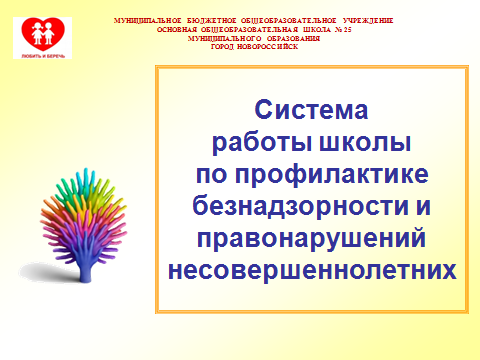 МУНИЦИПАЛЬНОЕ БЮДЖЕТНОЕ ОБЩЕОБРАЗОВАТЕЛЬНОЕ УЧРЕЖДЕНИЕ
ОСНОВНАЯ ОБЩЕОБРАЗОВАТЕЛЬНАЯ ШКОЛА № 25
МУНИЦИПАЛЬНОГО ОБРАЗОВАНИЯ
ГОРОД НОВОРОССИЙСК
ЛЮБИТЬ И БЕРЕЧЬ
Система
работы школы
по профилактике
безнадзорности и
правонарушений
несовершеннолетних